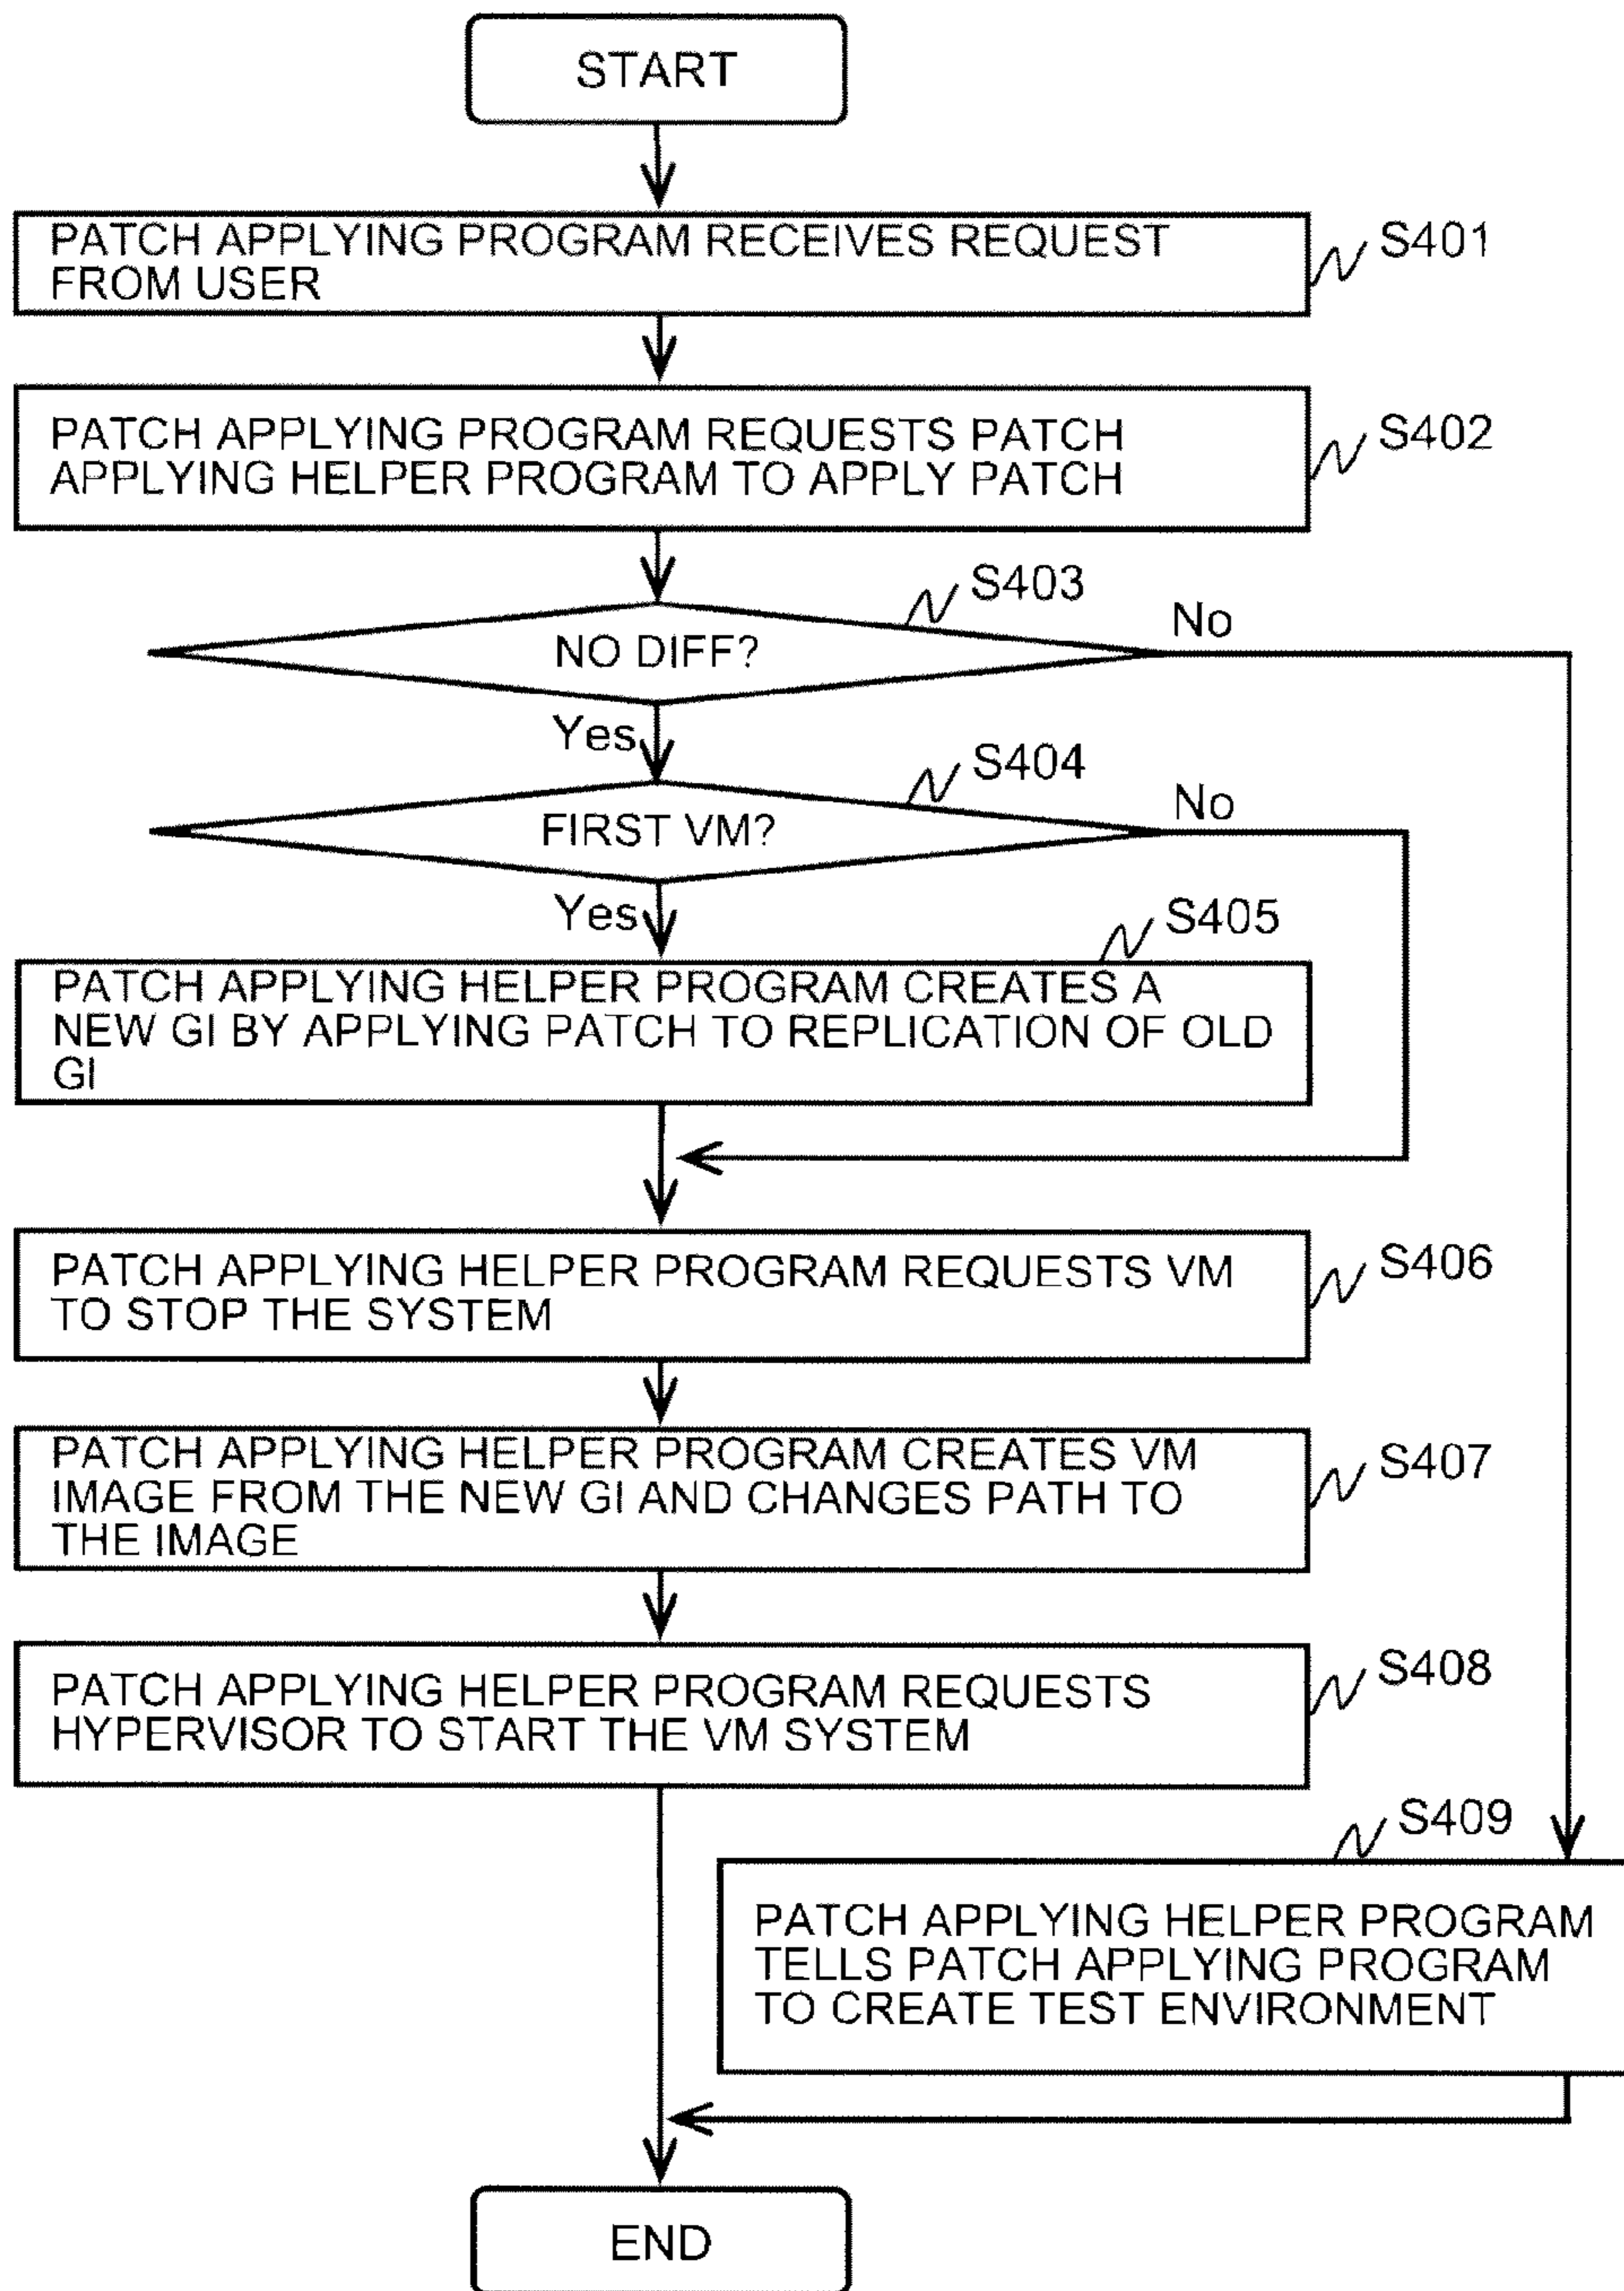 START
PATCH APPLYING PROGRAM RECEIVES REQUEST
FROM USER
S401
PATCH APPLYING PROGRAM REQUESTS PATCH
APPLYING HELPER PROGRAM TO APPLY PATCH
S402
S403
NO DIFF?
No
Yes
S404
FIRST VM?
No
Yes
S405
PATCH APPLYING HELPER PROGRAM CREATES A
NEW GI BY APPLYING PATCH TO REPLICATION OF OLD
GI
PATCH APPLYING HELPER PROGRAM REQUESTS VM
TO STOP THE SYSTEM
S406
PATCH APPLYING HELPER PROGRAM CREATES VM
IMAGE FROM THE NEW GI AND CHANGES PATH TO
THE IMAGE
S407
PATCH APPLYING HELPER PROGRAM REQUESTS
HYPERVISOR TO START THE VM SYSTEM
S408
S409
PATCH APPLYING HELPER PROGRAM
TELLS PATCH APPLYING PROGRAM
TO CREATE TEST ENVIRONMENT
END